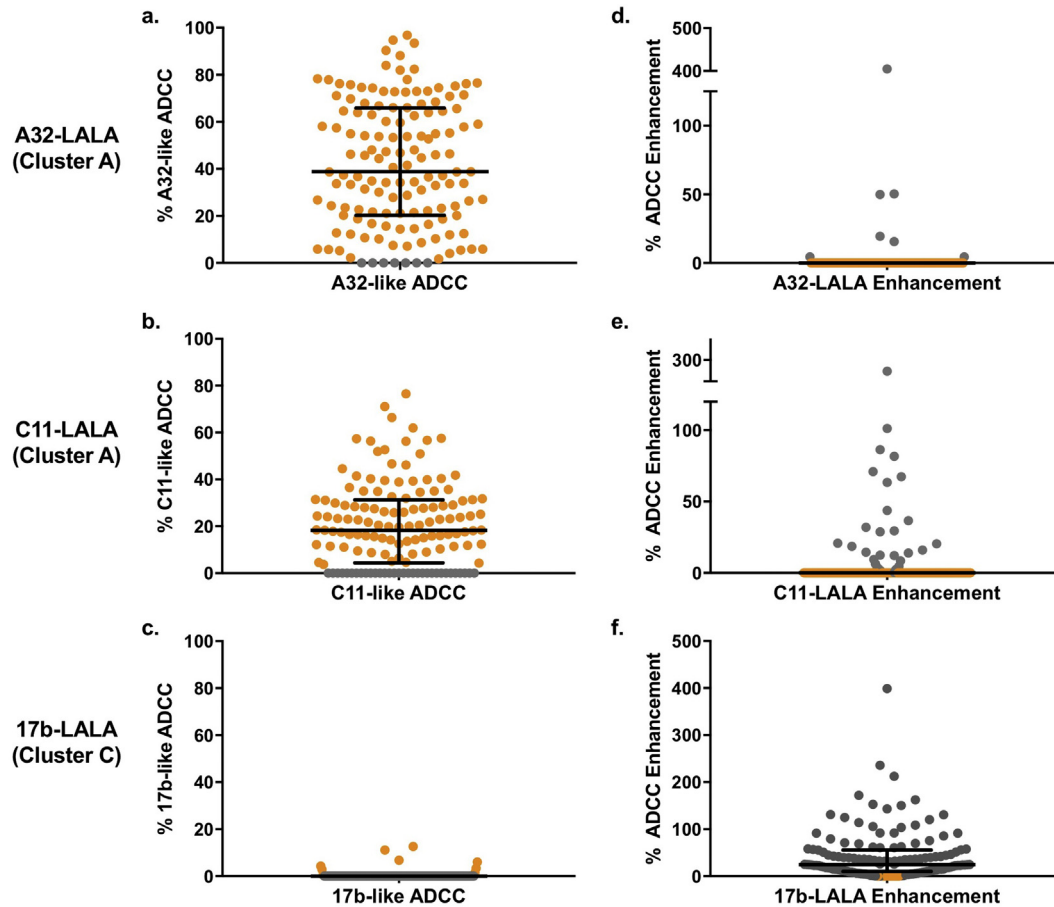 a.
A32-LALA
(Cluster A)
% A32-like ADCC
100
80
60
40
20
0
A32-like ADCC
d.
% ADCC Enhancement
500
400
100
50
0
A32-LALA Enhancement
b.
C11-LALA
(Cluster A)
% C11-like ADCC
100
80
60
40
20
0
C11-like ADCC
e.
% ADCC Enhancement
300
100
50
0
C11-LALA Enhancement
c.
17b-LALA
(Cluster C)
% 17b-like ADCC
100
80
60
40
20
0
17b-like ADCC
f.
% ADCC Enhancement
500
400
300
200
100
0
17b-LALA Enhancement